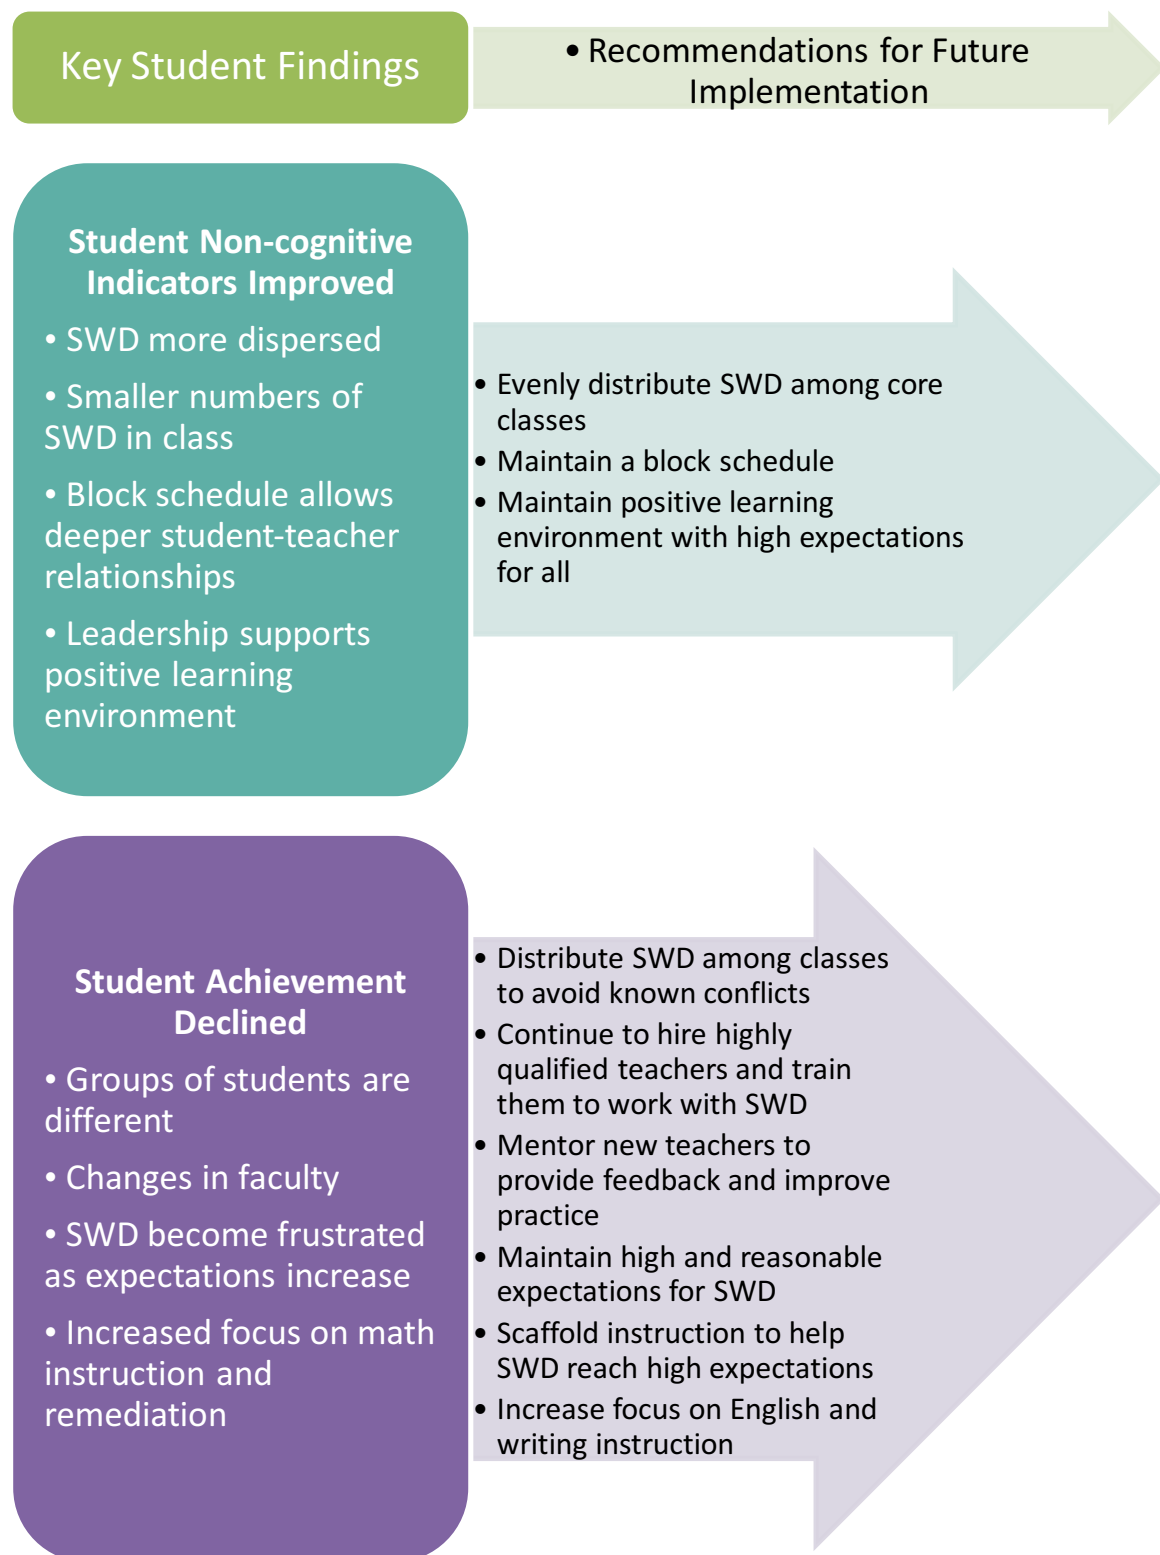 Key Student Findings
• Recommendations for Future
Implementation
Student Non-cognitive
Indicators Improved
• SWD more dispersed
• Smaller numbers of
SWD in class
• Block schedule allows
deeper student-teacher
relationships
• Leadership supports
positive learning
environment
• Evenly distribute SWD among core
classes
• Maintain a block schedule
• Maintain positive learning
environment with high expectations
for all
Student Achievement
Declined
• Groups of students are
different
• Changes in faculty
• SWD become frustrated
as expectations increase
• Increased focus on math
instruction and
remediation
• Distribute SWD among classes
to avoid known conflicts
• Continue to hire highly
qualified teachers and train
them to work with SWD
• Mentor new teachers to
provide feedback and improve
practice
• Maintain high and reasonable
expectations for SWD
• Scaffold instruction to help
SWD reach high expectations
• Increase focus on English and
writing instruction